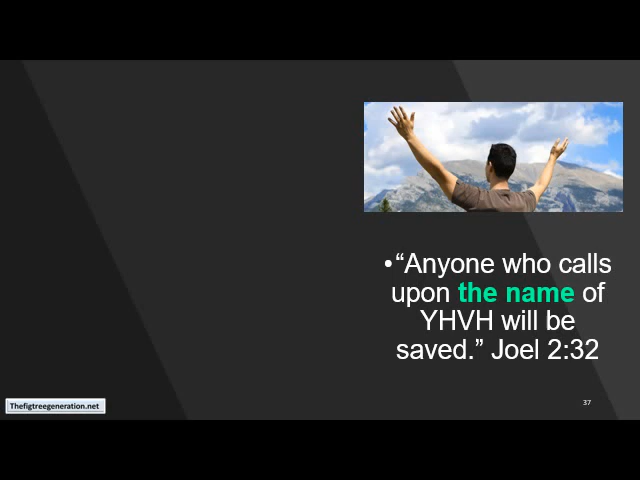 •“Anyone who calls
upon the name of
YHVH will be
saved.” Joel 2:32
Thefigtreegeneration.net
37